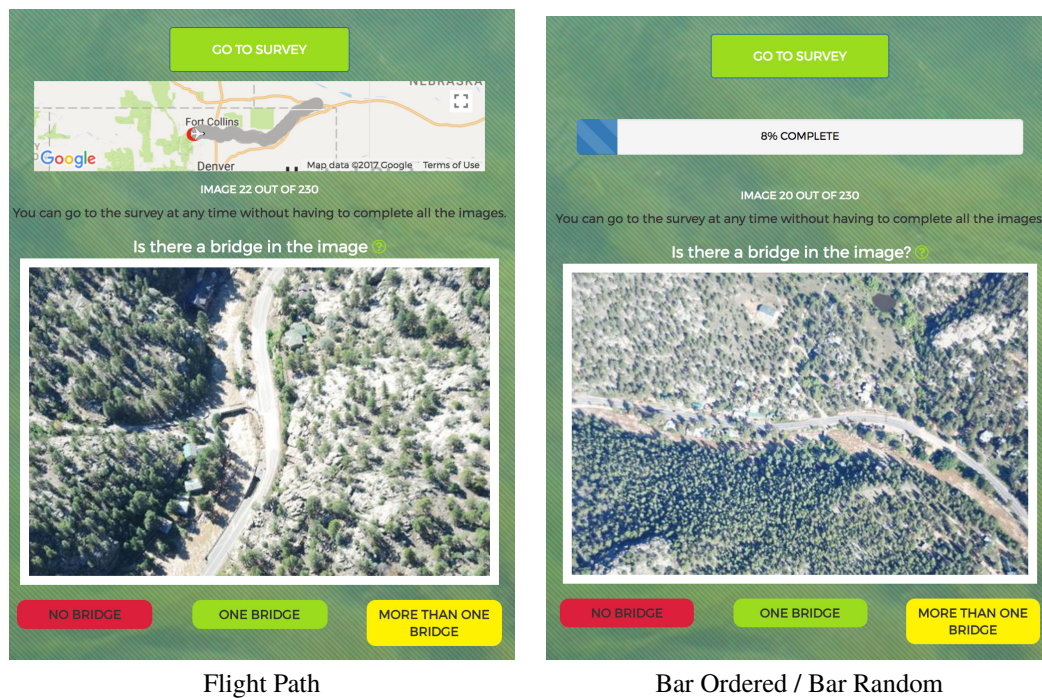 GO TO SURVEY
NEBRASKA
Fort Collins
Denver
Google
Map data ©2017 Google Terms of Use
IMAGE 22 OUT OF 230
You can go to the survey at any time without having to complete all the images.
Is there a bridge in the image ?
NO BRIDGE
ONE BRIDGE
MORE THAN ONE
BRIDGE
Flight Path
GO TO SURVEY
8% COMPLETE
IMAGE 20 OUT OF 230
You can go to the survey at any time without having to complete all the images
Is there a bridge in the image? ?
NO BRIDGE
ONE BRIDGE
MORE THAN ONE
BRIDGE
Bar Ordered / Bar Random